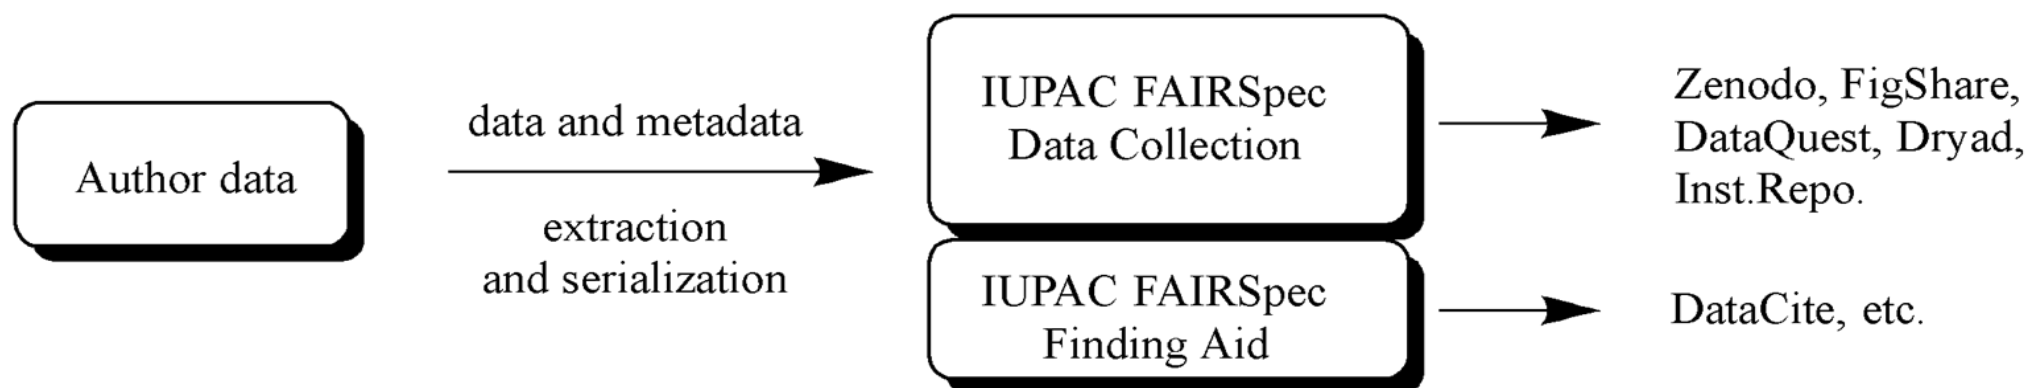 Author data
data and metadata
extraction
and serialization
IUPAC FAIRSpec
Data Collection
Zenodo, FigShare,
DataQuest, Dryad,
Inst.Repo.
IUPAC FAIRSpec
Finding Aid
DataCite, etc.